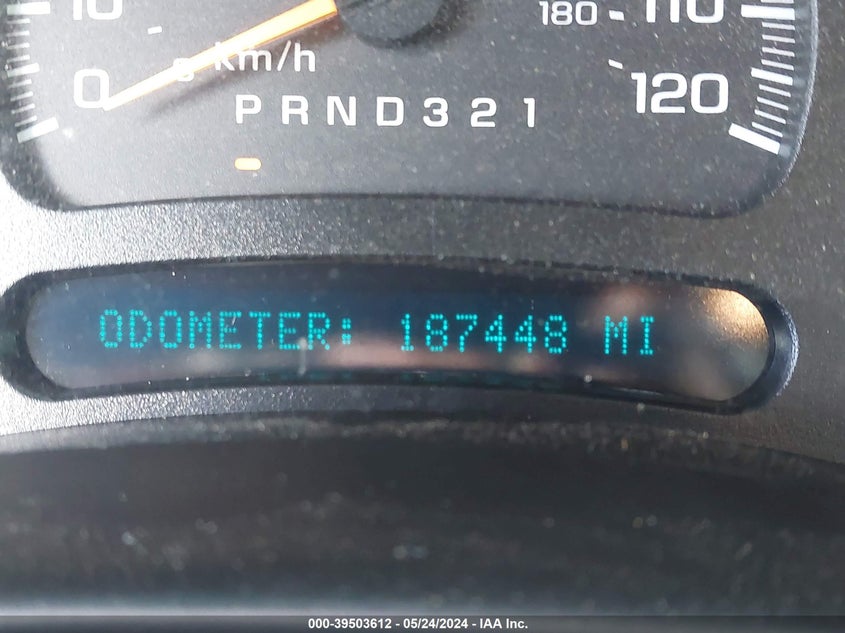 10 180 110
0 km/h 120
P R N D 3 2 1
ODOMETER: 187448 MI
000-39503612 - 05/24/2024 - IAA Inc.